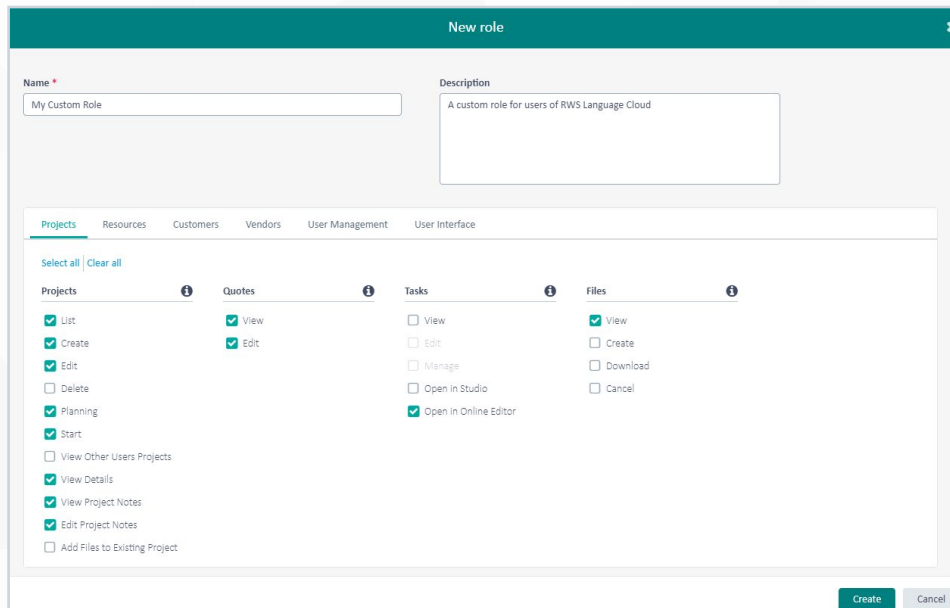 New role
Name *
Description
My Custom Role
A custom role for users of RWS Language Cloud
Projects Resources Customers Vendors User Management User Interface
Select all Clear all
Projects
List
Create
Edit
Delete
Planning
Start
View Other Users Projects
View Details
View Project Notes
Edit Project Notes
Add Files to Existing Project
Quotes
View
Edit
Tasks
View
Edit
Manage
Open in Studio
Open In Online Editor
Files
View
Create
Download
Cancel
Create Cancel